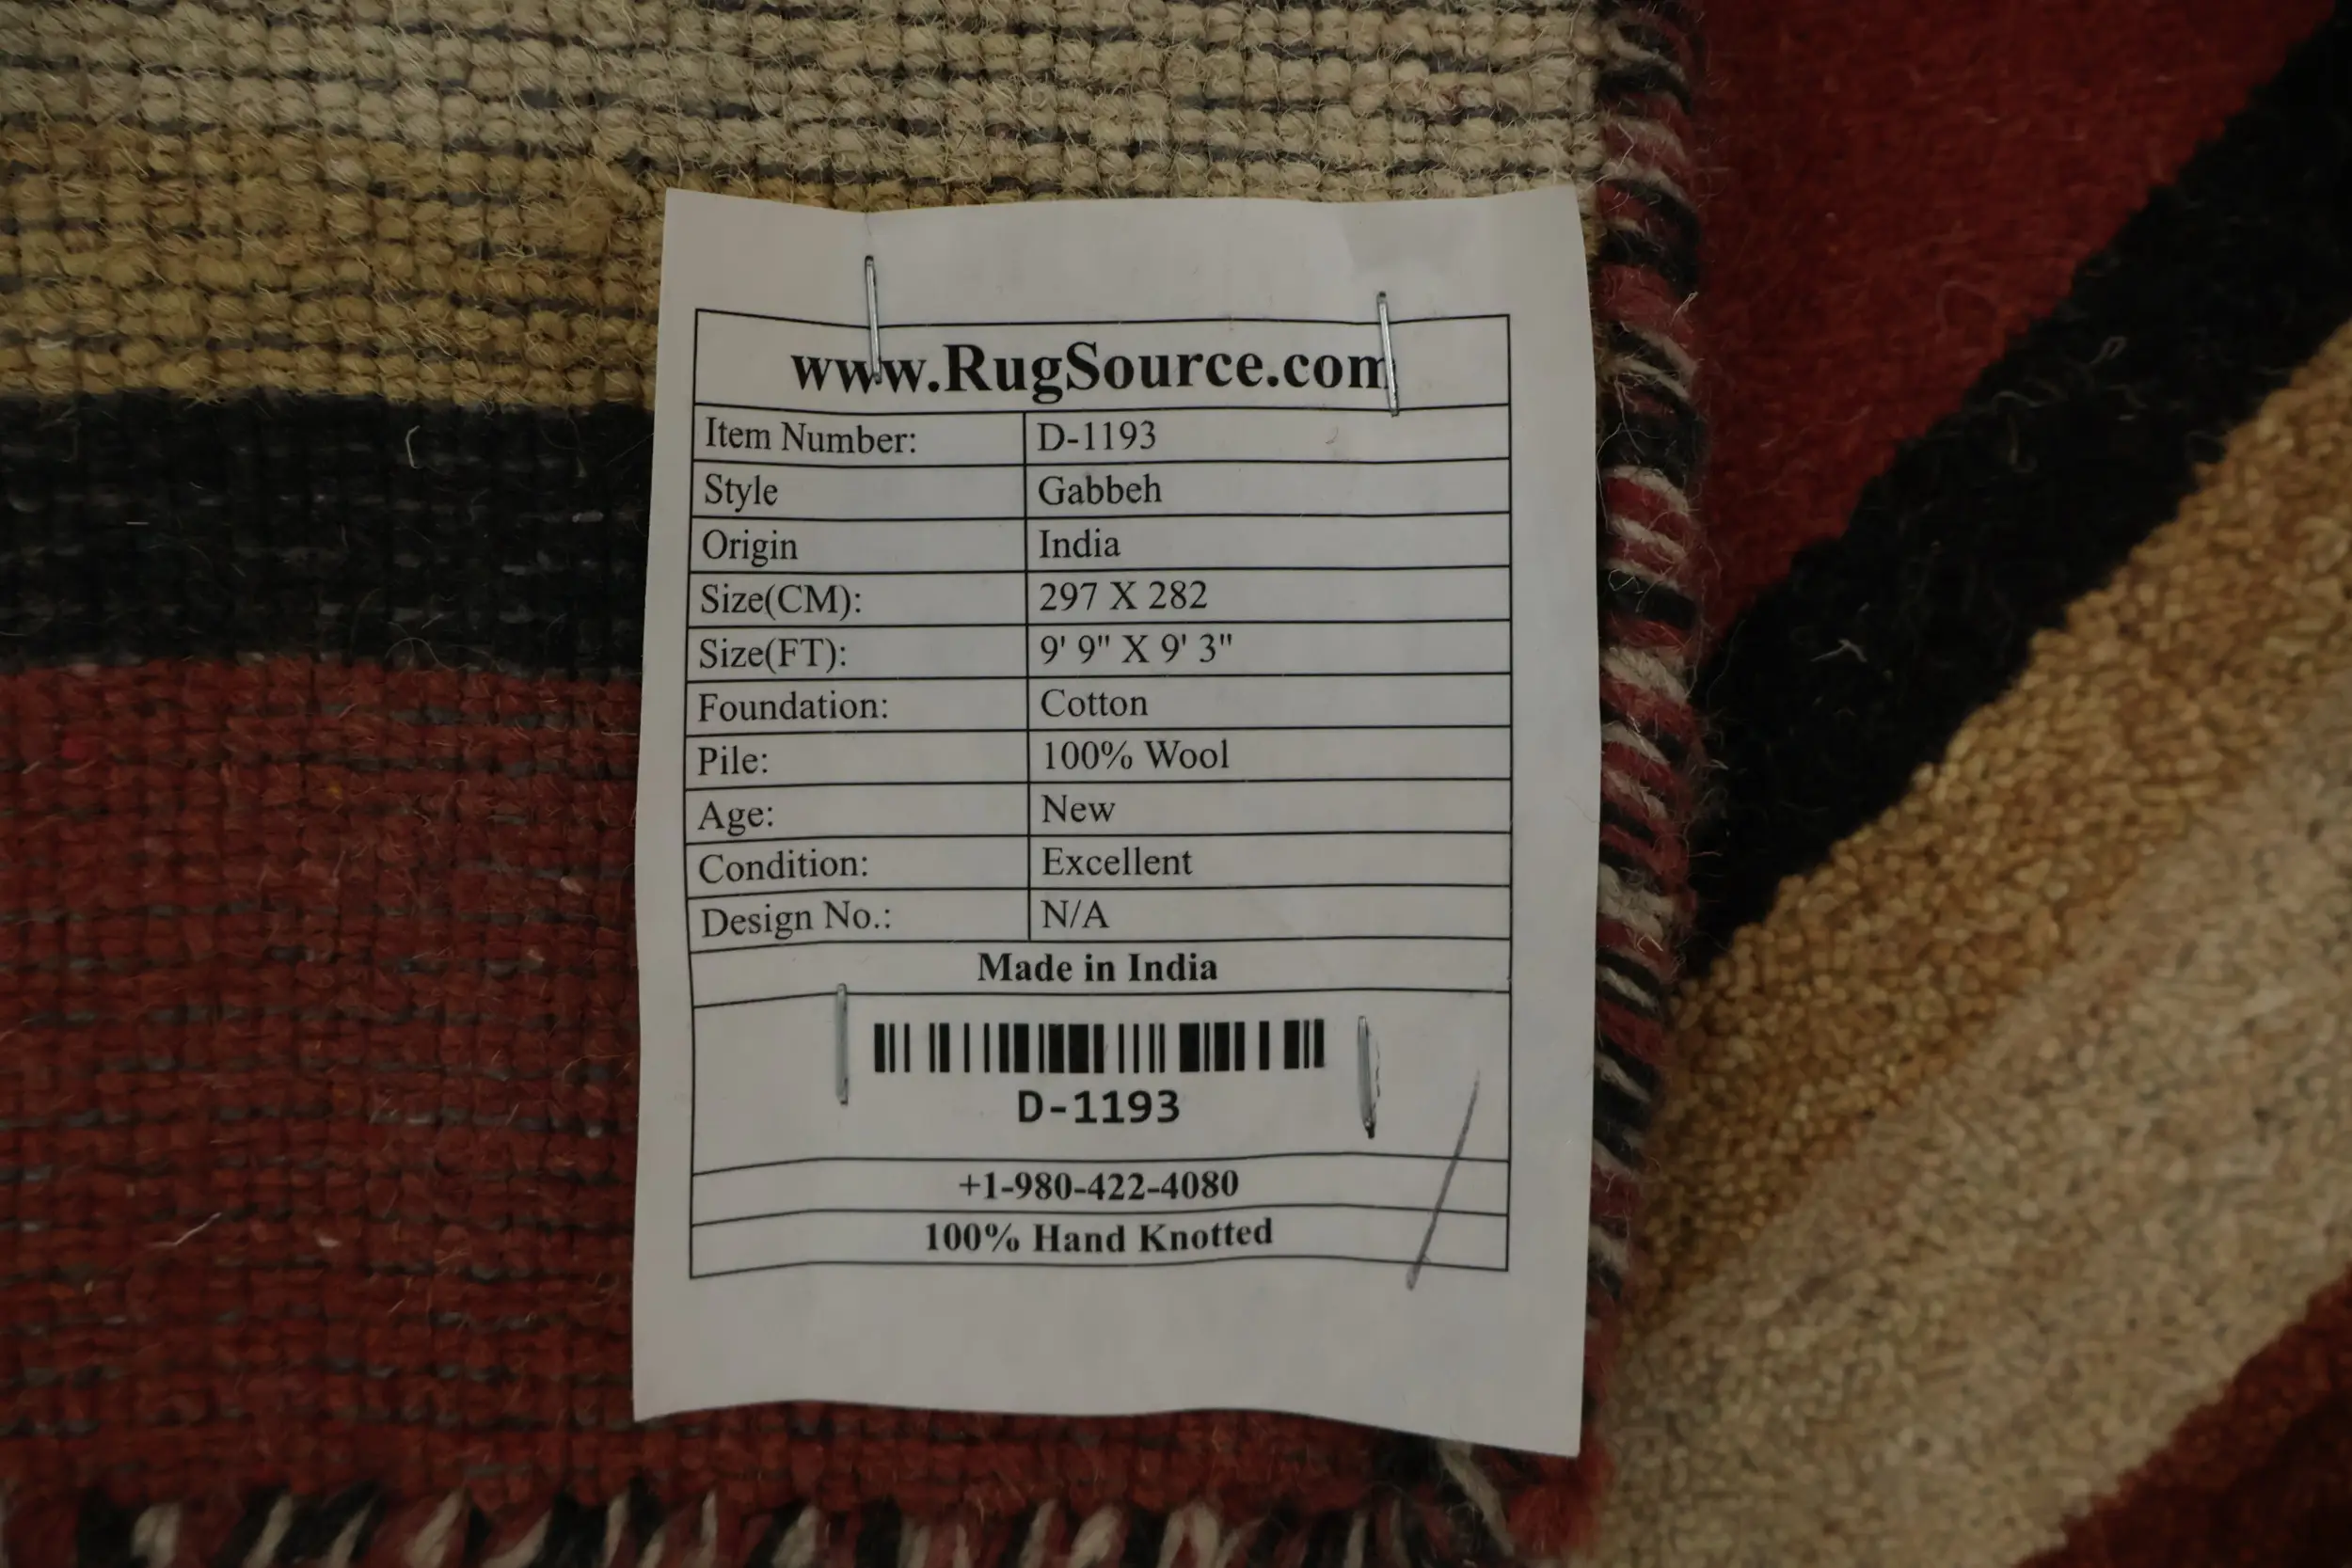 www.RugSource.com
Item Number: D-1193
Style Gabbeh
Origin India
Size(CM): 297 X 282
Size(FT): 9' 9" X 9' 3"
Foundation: Cotton
Pile: 100% Wool
Age: New
Condition: Excellent
Design No.: N/A
Made in India
D-1193
+1-980-422-4080
100% Hand Knotted